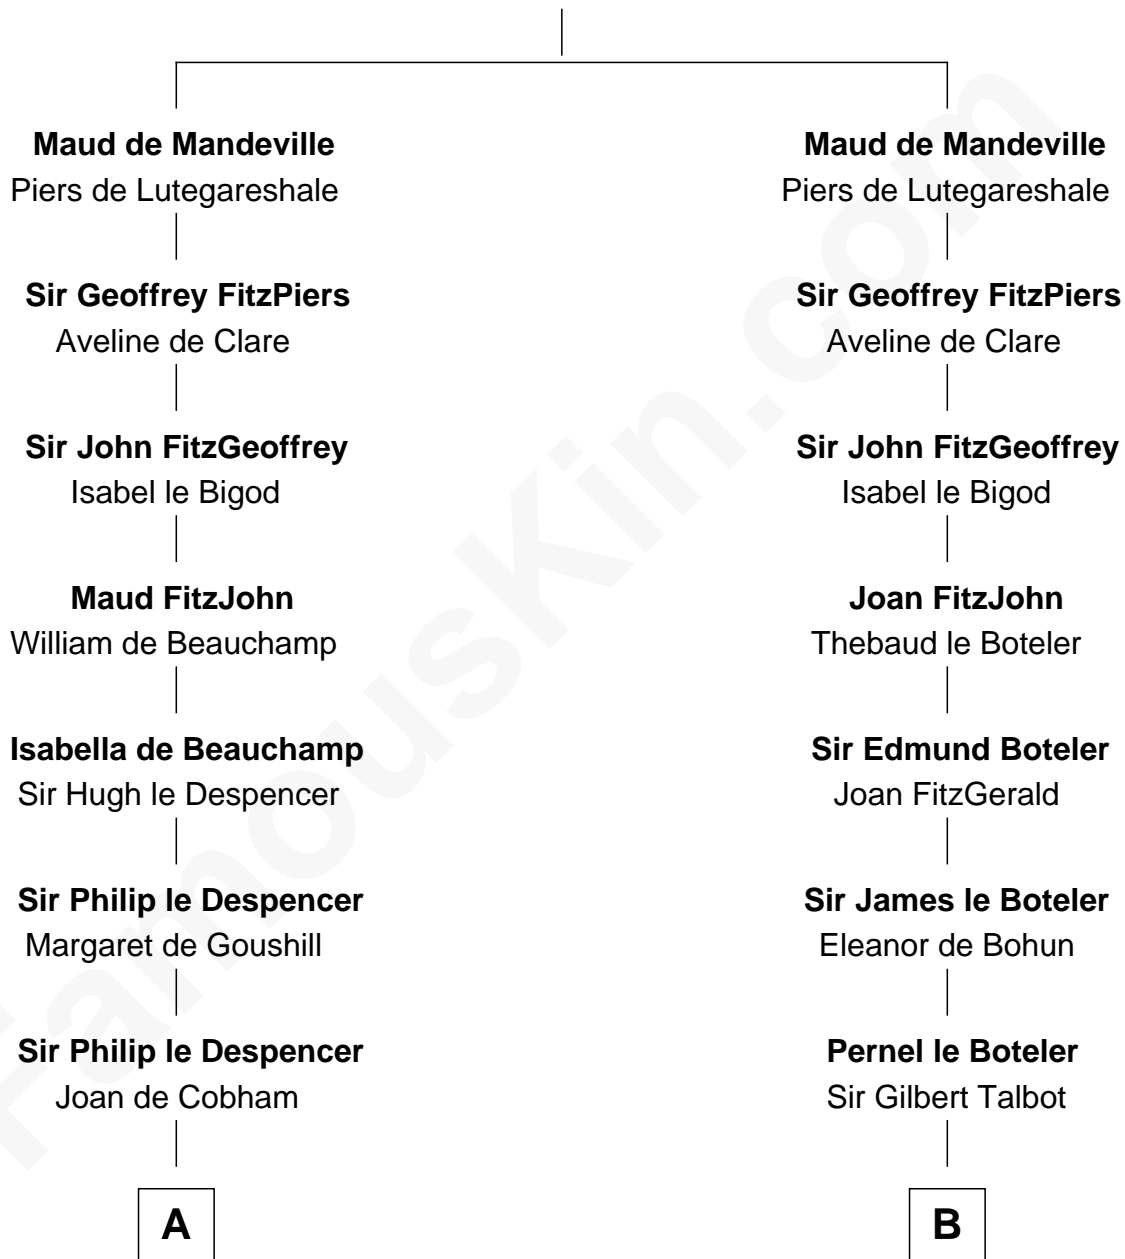 Maud de Mandeville
Piers de Lutegareshale
Sir Geoffrey FitzPiers
Aveline de Clare
Sir John FitzGeoffrey
Isabel le Bigod
Maud FitzJohn
William de Beauchamp
Isabella de Beauchamp
Sir Hugh le Despencer
Sir Philip le Despencer
Margaret de Goushill
Sir Philip le Despencer
Joan de Cobham
A
Maud de Mandeville
Piers de Lutegareshale
Sir Geoffrey FitzPiers
Aveline de Clare
Sir John FitzGeoffrey
Isabel le Bigod
Joan FitzJohn
Thebaud le Boteler
Sir Edmund Boteler
Joan FitzGerald
Sir James le Boteler
Eleanor de Bohun
Pernel le Boteler
Sir Gilbert Talbot
B
FamousKin.com